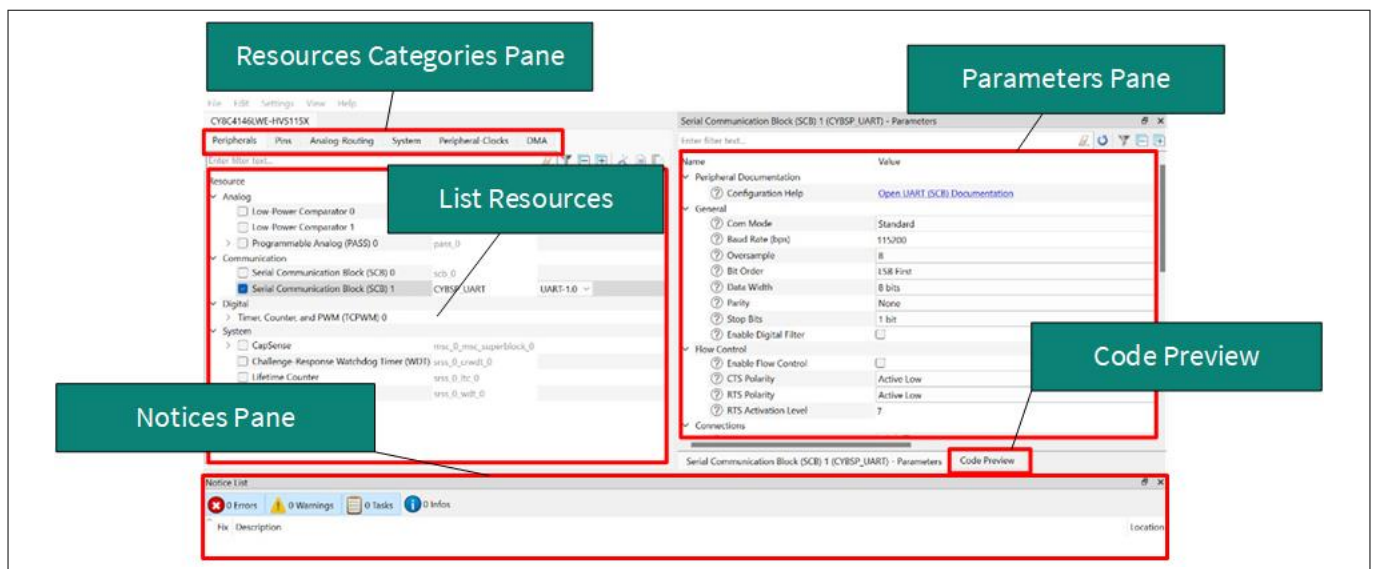 Resources Categories Pane
Parameters Pane
File Edit Settings View Help
CY8C4146LWE-HVS115X
Serial Communication Block (SCB) 1 (CYBSP_UART) - Parameters
Peripherals Pins Analog Routing System Peripheral-Clocks DMA
Enter filter text...
Enter filter text...
Name Value
Resource
Peripheral Documentation
Analog
Configuration Help Open UART (SCB) Documentation
List Resources
Low-Power Comparator 0
General
Low-Power Comparator 1
Com Mode Standard
Programmable Analog (PASS) 0 pass_0
Baud Rate (bps) 115200
Communication
Oversample 8
Serial Communication Block (SCB) 0 scb_0
Bit Order LSB First
Serial Communication Block (SCB) 1 CYBSP_UART UART-1.0
Data Width 8 bits
Digital
Parity None
Timer, Counter, and PWM (TCPWM) 0
Stop Bits 1 bit
System
Enable Digital Filter
CapSense msc_0_msc_superblock_0
Flow Control
Challenge-Response Watchdog Timer (WDT) srss_0_crwdt_0
Enable Flow Control
Code Preview
Lifetime Counter srss_0_ltc_0
CTS Polarity Active Low
srss_0_wdt_0
RTS Polarity Active Low
Notices Pane
RTS Activation Level 7
Connections
Serial Communication Block (SCB) 1 (CYBSP_UART) - Parameters Code Preview
Notice List
0 Errors 0 Warnings 0 Tasks 0 Infos
Fix Description Location